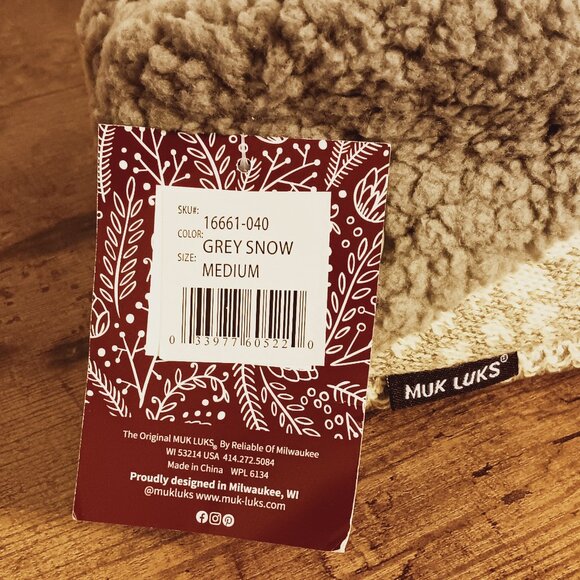 SKU#: 16661-040
COLOR: GREY SNOW
SIZE: MEDIUM
0 33977 60522 0
The Original MUK LUKS® By Reliable Of Milwaukee
WI 53214 USA 414.272.5084
Made in China WPL 6134
Proudly designed in Milwaukee, WI
@mukluks www.muk-luks.com
MUK LUKS®